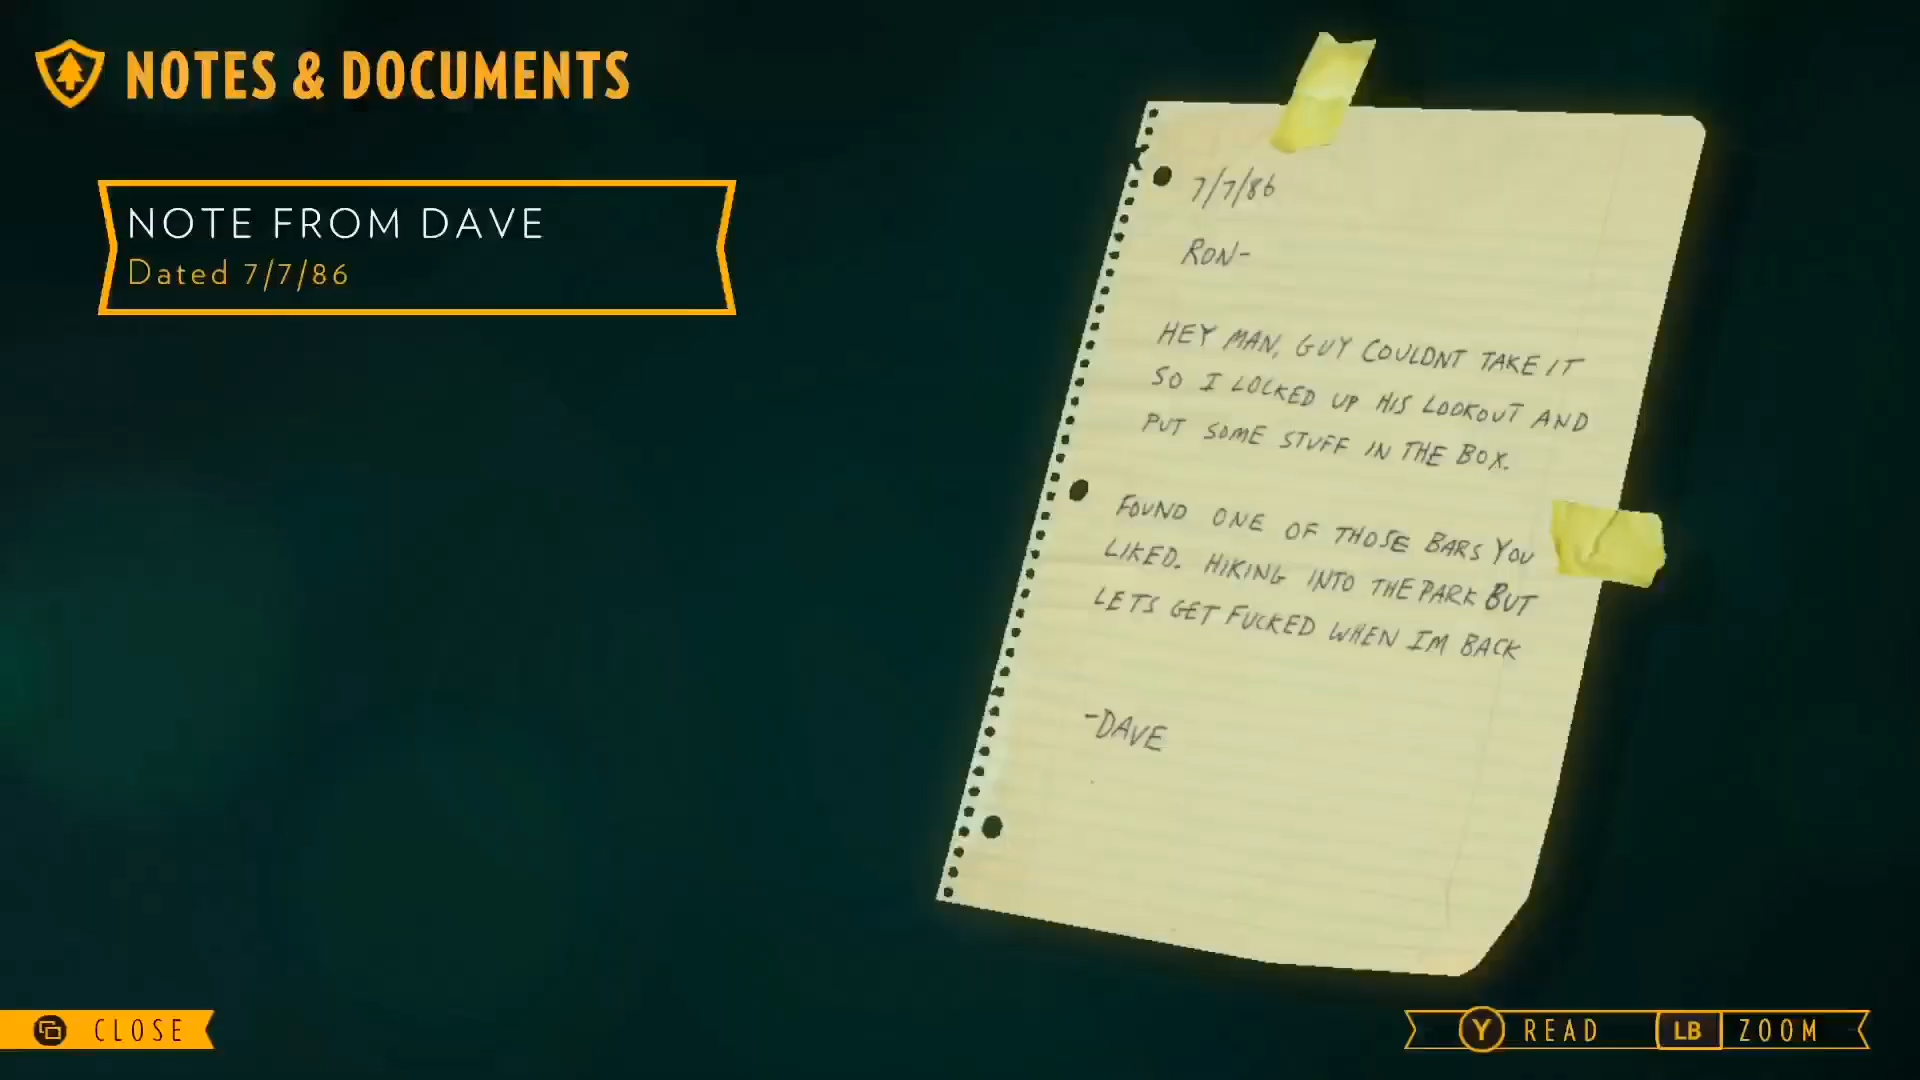 NOTES & DOCUMENTS
NOTE FROM DAVE
Dated 7/7/86
7/7/86
RON-
HEY MAN, GUY COULDNT TAKE IT
SO I LOCKED UP HIS LOOKOUT AND
PUT SOME STUFF IN THE BOX.
FOUND ONE OF THOSE BARS YOU
LIKED. HIKING INTO THE PARK BUT
LETS GET FUCKED WHEN IM BACK
-DAVE
CLOSE
Y READ LB ZOOM